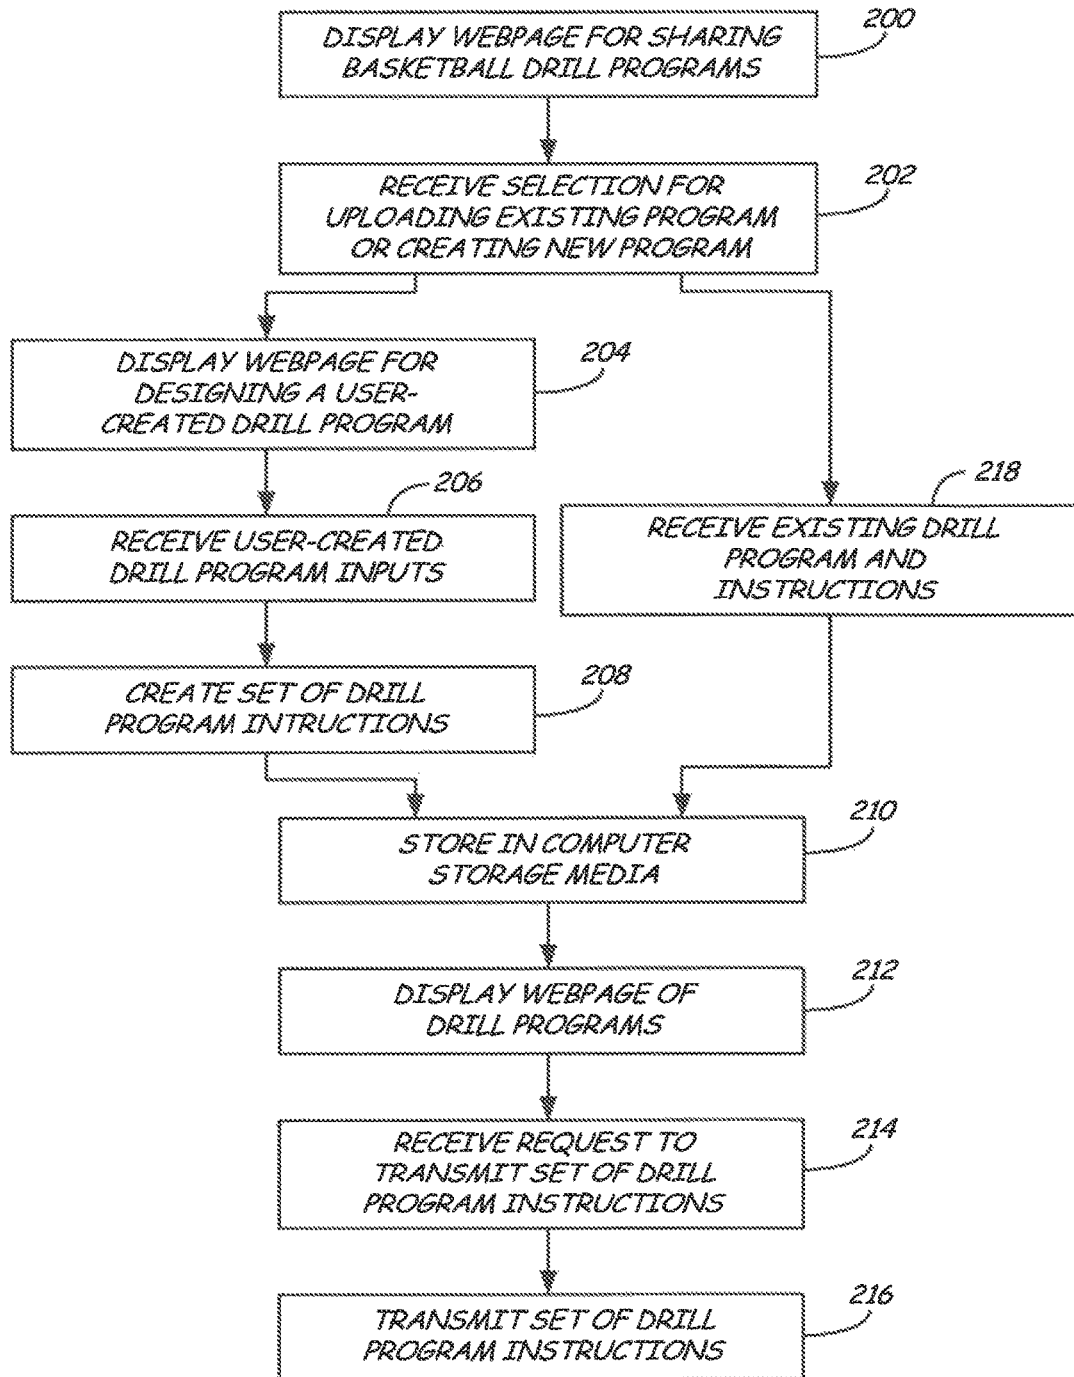 200
DISPLAY WEBPAGE FOR SHARING
BASKETBALL DRILL PROGRAMS
202
RECEIVE SELECTION FOR
UPLOADING EXISTING PROGRAM
OR CREATING NEW PROGRAM
204
DISPLAY WEBPAGE FOR
DESIGNING A USER-
CREATED DRILL PROGRAM
206
RECEIVE USER-CREATED
DRILL PROGRAM INPUTS
218
RECEIVE EXISTING DRILL
PROGRAM AND
INSTRUCTIONS
208
CREATE SET OF DRILL
PROGRAM INTRUCTIONS
210
STORE IN COMPUTER
STORAGE MEDIA
212
DISPLAY WEBPAGE OF
DRILL PROGRAMS
214
RECEIVE REQUEST TO
TRANSMIT SET OF DRILL
PROGRAM INSTRUCTIONS
216
TRANSMIT SET OF DRILL
PROGRAM INSTRUCTIONS